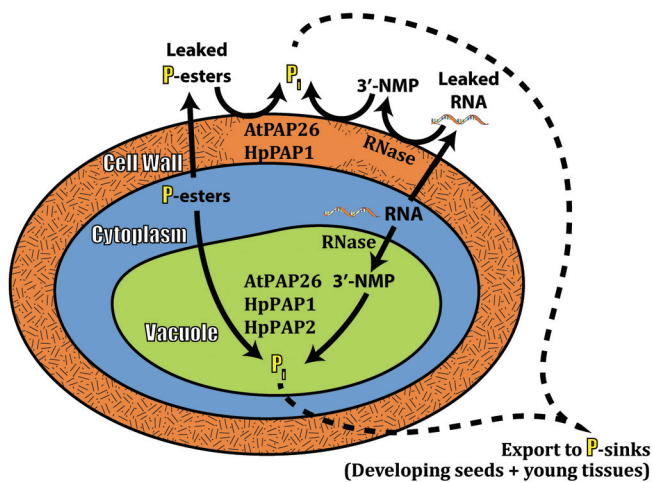 Leaked
P-esters
Pi
3'-NMP
Leaked
RNA
AtPAP26
HpPAP1
RNase
Cell Wall
P-esters
RNA
Cytoplasm
RNase
AtPAP26
3'-NMP
HpPAP1
HpPAP2
Vacuole
Pi
Export to P-sinks
(Developing seeds + young tissues)